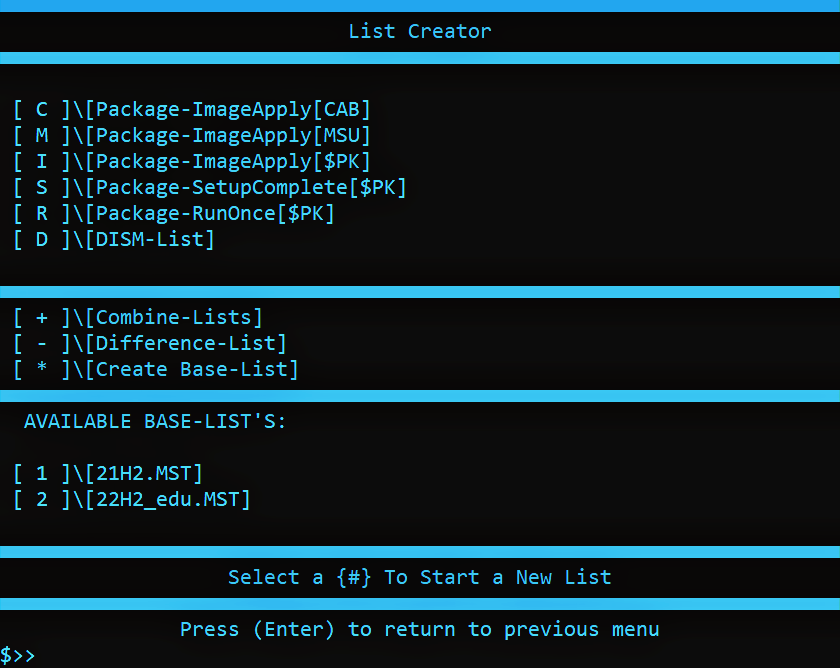 List Creator
[ C ]\[Package-ImageApply[CAB]
[ M ]\[Package-ImageApply[MSU]
[ I ]\[Package-ImageApply[$PK]
[ S ]\[Package-SetupComplete[$PK]
[ R ]\[Package-RunOnce[$PK]
[ D ]\[DISM-List]
[ + ]\[Combine-Lists]
[ - ]\[Difference-List]
[ * ]\[Create Base-List]
AVAILABLE BASE-LIST'S:
[ 1 ]\[21H2.MST]
[ 2 ]\[22H2_edu.MST]
Select a {#} To Start a New List
Press (Enter) to return to previous menu
$>>